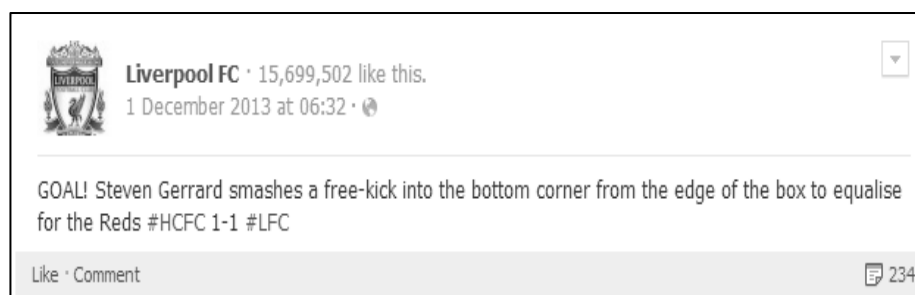 LIVERPOOL
Liverpool FC · 15,699,502 like this.
1 December 2013 at 06:32 ·
GOAL! Steven Gerrard smashes a free-kick into the bottom corner from the edge of the box to equalise
for the Reds #HCFC 1-1 #LFC
Like · Comment 234